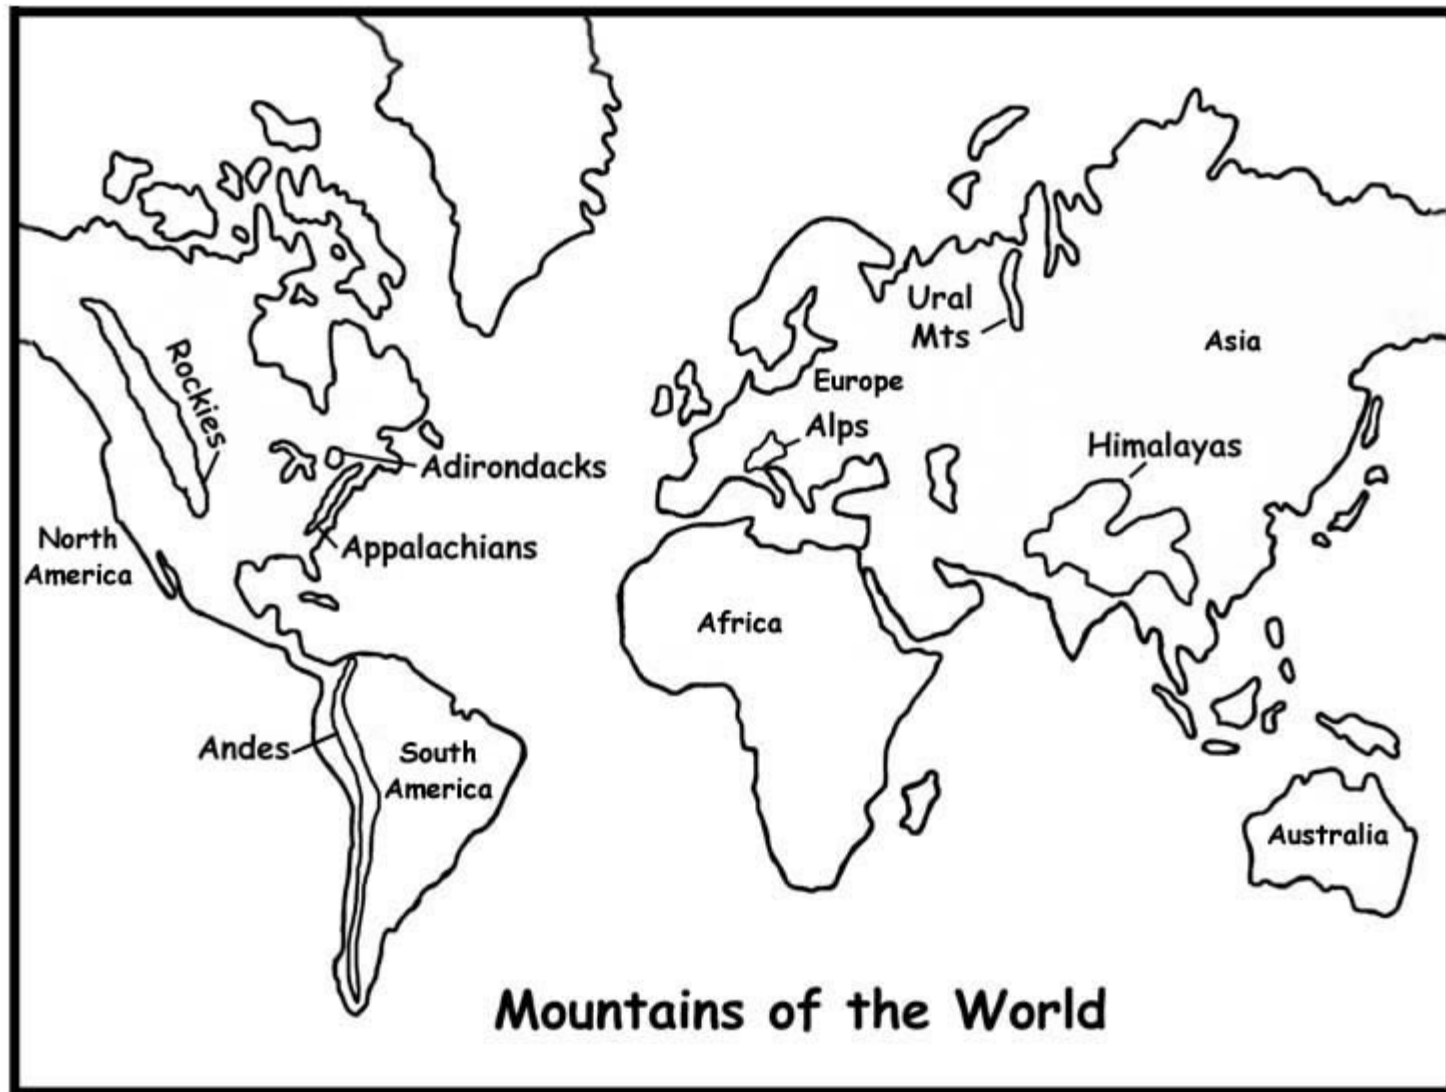 Ural
Mts
Asia
Rockies
Europe
Alps
Himalayas
Adirondacks
North
America
Appalachians
Africa
Andes
South
America
Australia
Mountains of the World